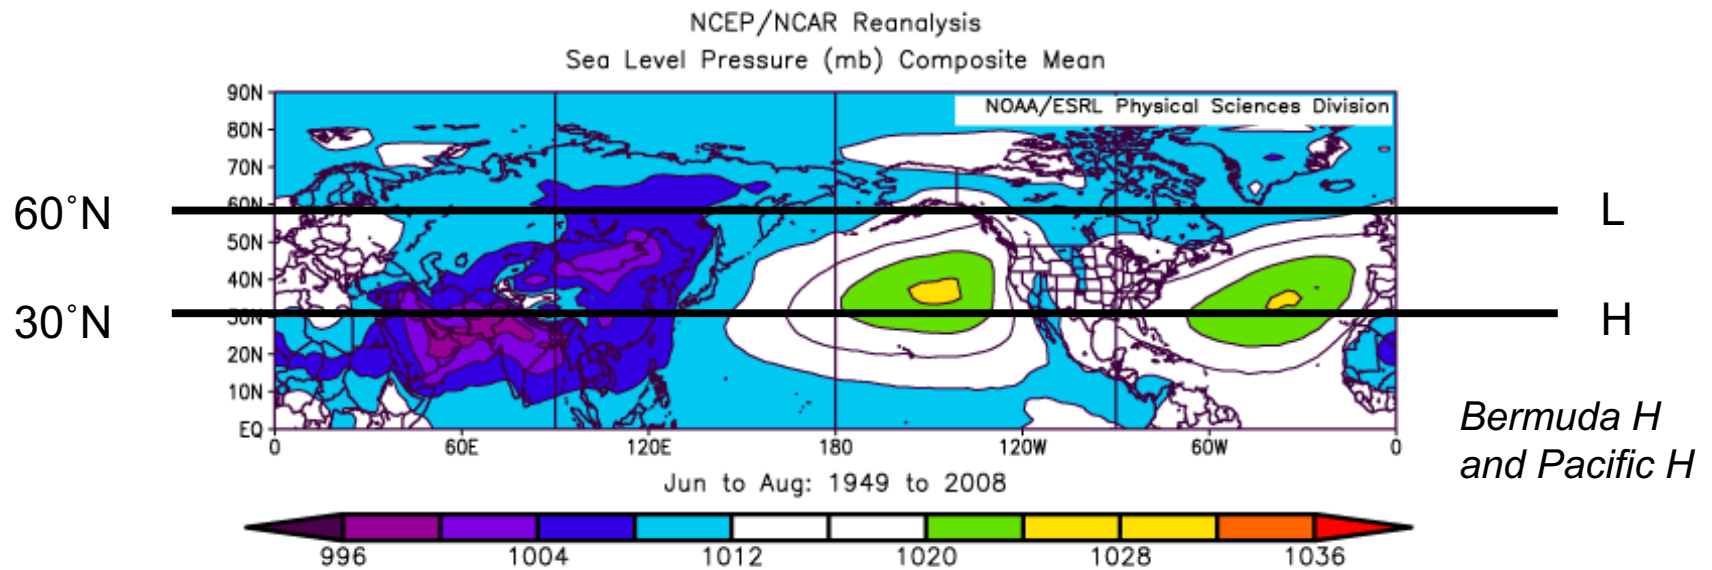 NCEP/NCAR Reanalysis
Sea Level Pressure (mb) Composite Mean
NOAA/ESRL Physical Sciences Division
90N
80N
70N
60N
60˚N
L
50N
40N
30N
30˚N
H
20N
10N
EQ
0 60E 120E 180 120W 60W 0
Bermuda H
and Pacific H
Jun to Aug: 1949 to 2008
996 1004 1012 1020 1028 1036